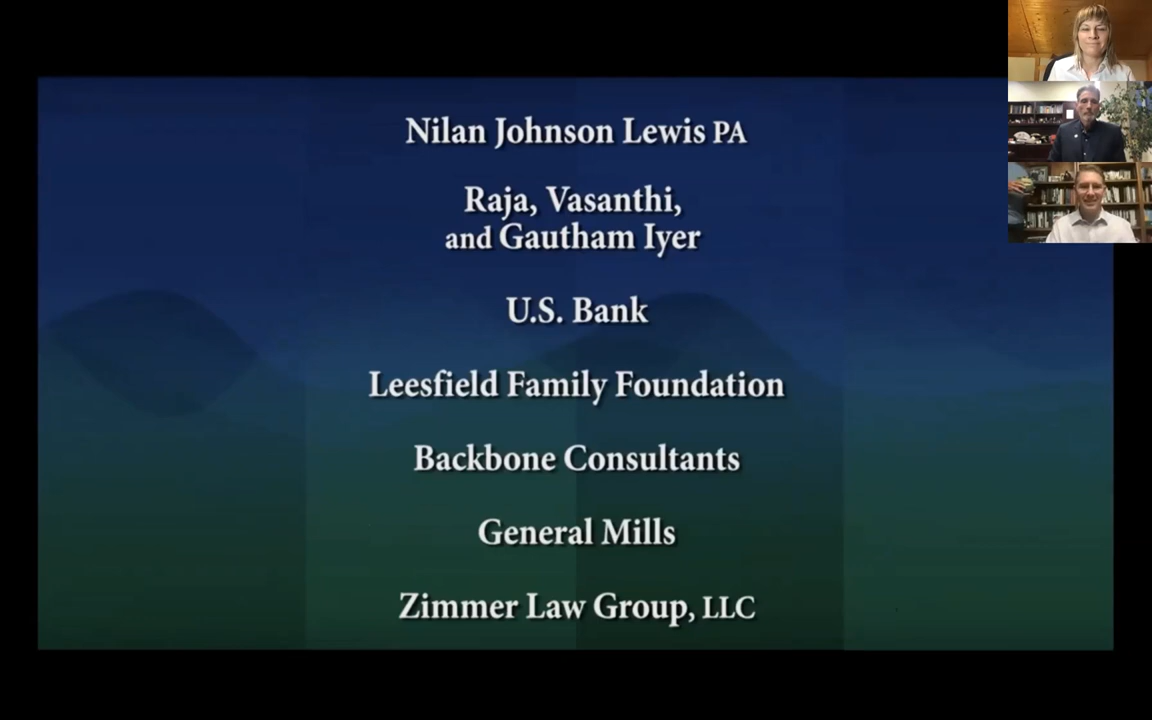 Nilan Johnson Lewis PA
Raja, Vasanthi,
and Gautham Iyer
U.S. Bank
Leesfield Family Foundation
Backbone Consultants
General Mills
Zimmer Law Group, LLC